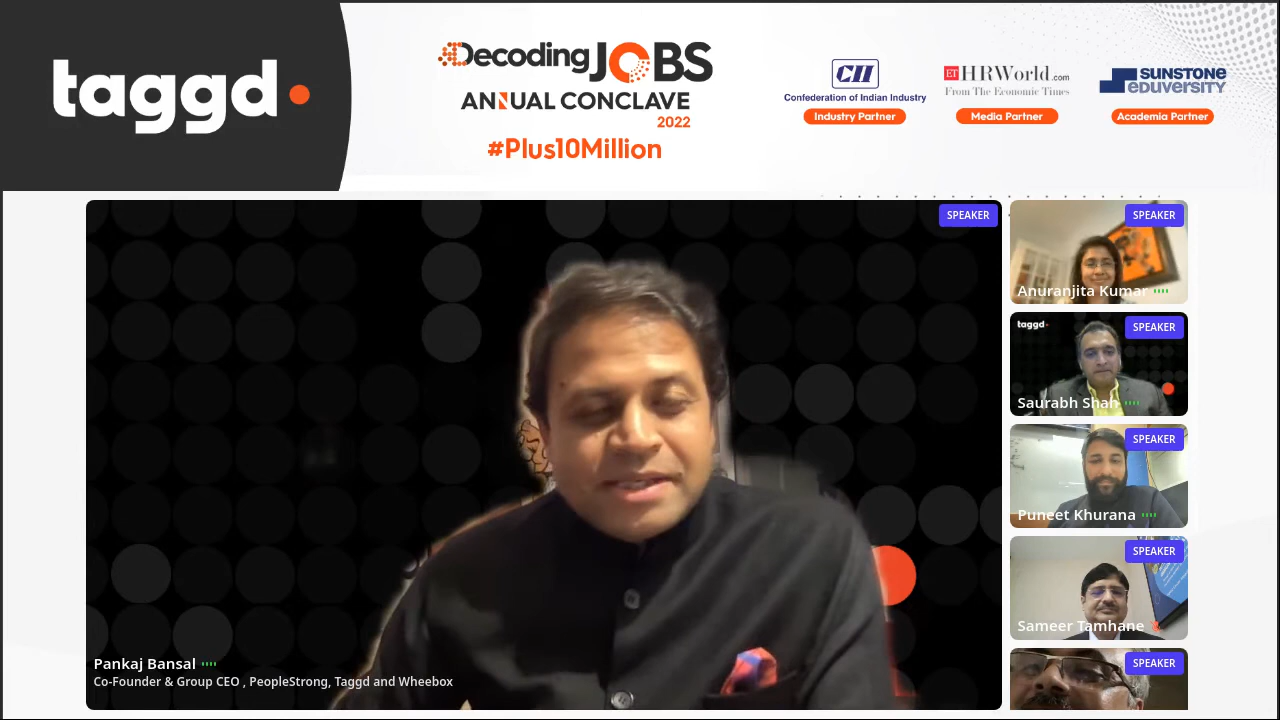 taggd
Decoding JOBS
ANNUAL CONCLAVE
2022
#Plus10Million
CII
Confederation of Indian Industry
Industry Partner
ET HRWorld.com
From The Economic Times
Media Partner
SUNSTONE
eDUVERSITY
Academia Partner
SPEAKER
Pankaj Bansal
Co-Founder & Group CEO , PeopleStrong, Taggd and Wheebox
SPEAKER
Anuranjita Kumar
taggd
SPEAKER
Saurabh Shah
SPEAKER
Puneet Khurana
SPEAKER
Sameer Tamhane
SPEAKER